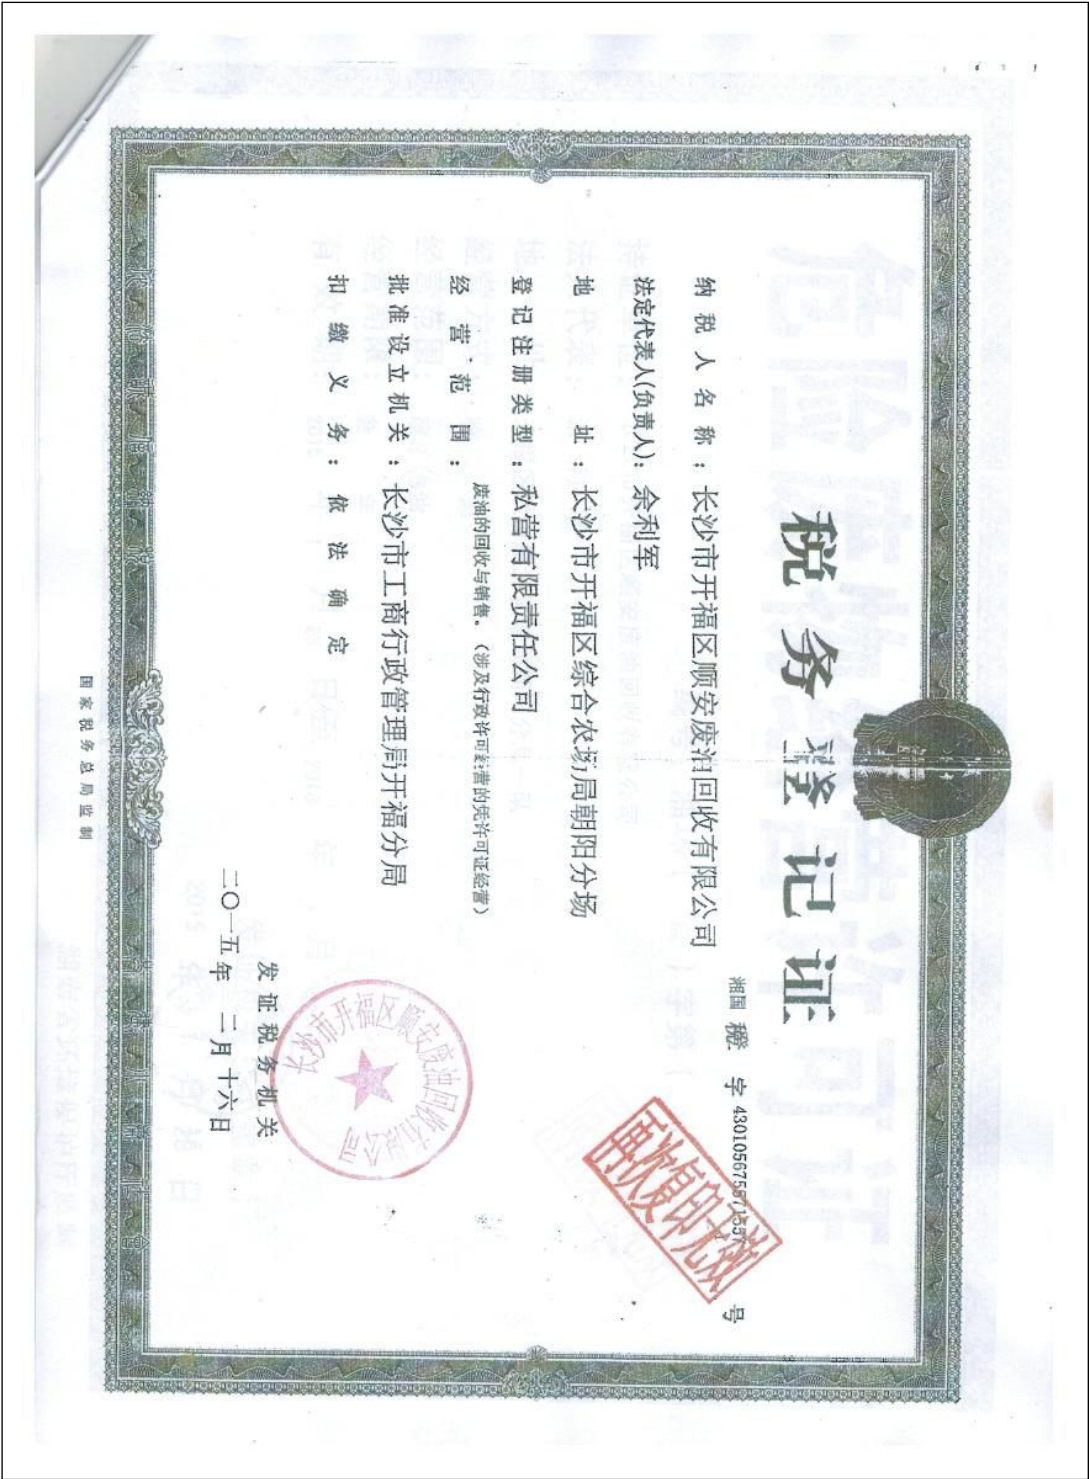 税务登记证
湘国 税 字 430105675571557 号
纳税人名称：长沙市开福区顺安废油回收有限公司
法定代表人(负责人)：余利军
地址：长沙市开福区综合农场局朝阳分场
登记注册类型：私营有限责任公司
经营范围：
废油的回收与销售。（涉及行政许可经营的凭许可证经营）
批准设立机关：长沙市工商行政管理局开福分局
扣缴义务：依法确定
发证税务机关
二〇一五年 二月十六日
长沙市开福区顺安废油回收有限公司
再次复印无效
国家税务总局监制